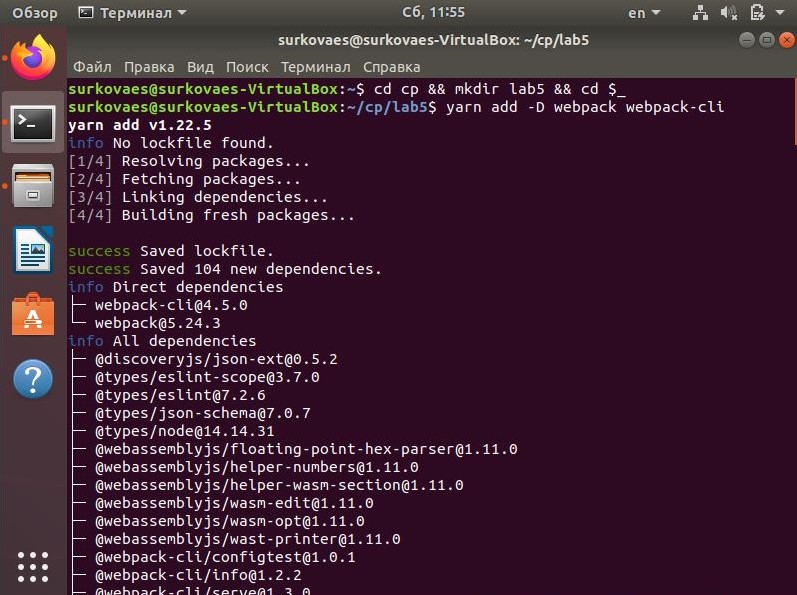 Обзор Терминал Сб, 11:55 en
surkovaes@surkovaes-VirtualBox: ~/cp/lab5
Файл Правка Вид Поиск Терминал Справка
surkovaes@surkovaes-VirtualBox:~$ cd cp && mkdir lab5 && cd $_
surkovaes@surkovaes-VirtualBox:~/cp/lab5$ yarn add -D webpack webpack-cli
yarn add v1.22.5
info No lockfile found.
[1/4] Resolving packages...
[2/4] Fetching packages...
[3/4] Linking dependencies...
[4/4] Building fresh packages...
success Saved lockfile.
success Saved 104 new dependencies.
info Direct dependencies
├─ webpack-cli@4.5.0
└─ webpack@5.24.3
info All dependencies
├─ @discoveryjs/json-ext@0.5.2
├─ @types/eslint-scope@3.7.0
├─ @types/eslint@7.2.6
├─ @types/json-schema@7.0.7
├─ @types/node@14.14.31
├─ @webassemblyjs/floating-point-hex-parser@1.11.0
├─ @webassemblyjs/helper-numbers@1.11.0
├─ @webassemblyjs/helper-wasm-section@1.11.0
├─ @webassemblyjs/wasm-edit@1.11.0
├─ @webassemblyjs/wasm-opt@1.11.0
├─ @webassemblyjs/wast-printer@1.11.0
├─ @webpack-cli/configtest@1.0.1
├─ @webpack-cli/info@1.2.2
├─ @webpack-cli/serve@1.3.0